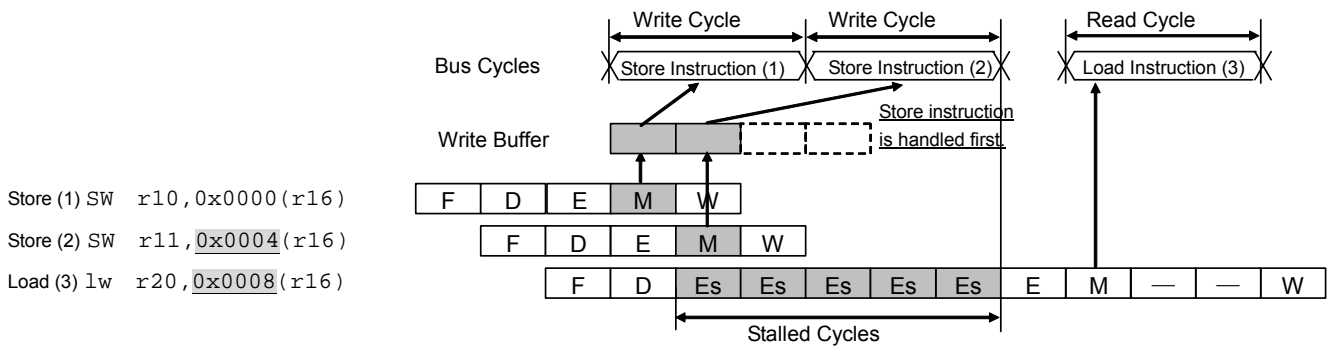 Write Cycle Write Cycle Read Cycle
Bus Cycles Store Instruction (1) Store Instruction (2) Load Instruction (3)
Store instruction
Write Buffer is handled first.
Store (1) SW r10,0x0000(r16) F D E M W
Store (2) SW r11,0x0004(r16) F D E M W
Load (3) lw r20,0x0008(r16) F D Es Es Es Es Es E M — — W
Stalled Cycles